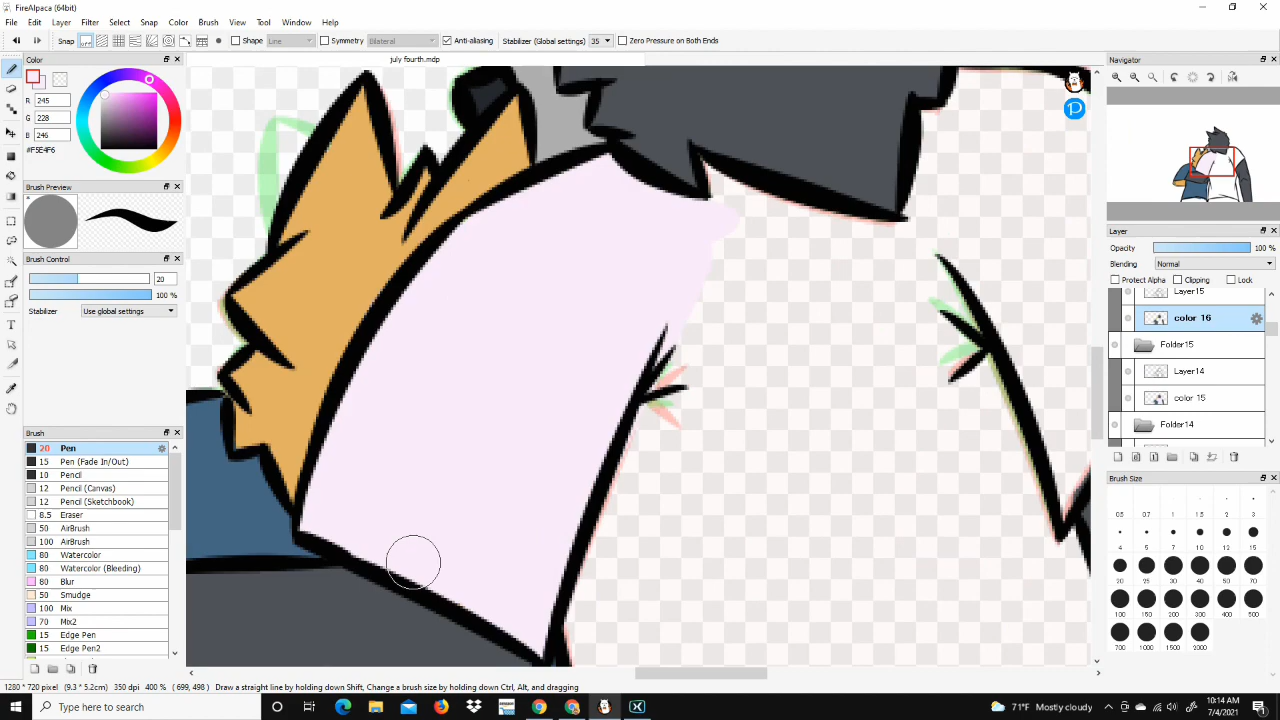 FireAlpaca (64bit)
File Edit Layer Filter Select Snap Color Brush View Tool Window Help
Snap Shape Line Symmetry Bilateral Anti-aliasing Stabilizer (Global settings) 35 Zero Pressure on Both Ends
july fourth.mdp
Color
R 245
G 228
B 246
#F5E4F6
Brush Preview
Brush Control
20
100 %
Stabilizer Use global settings
Brush
20 Pen
15 Pen (Fade In/Out)
10 Pencil
12 Pencil (Canvas)
12 Pencil (Sketchbook)
8.5 Eraser
50 AirBrush
100 AirBrush
80 Watercolor
80 Watercolor (Bleeding)
80 Blur
50 Smudge
100 Mix
70 Mix2
15 Edge Pen
15 Edge Pen2
Navigator
Layer
Opacity 100 %
Blending Normal
Protect Alpha Clipping Lock
Layer15
color 16
Folder15
Layer14
color 15
Folder14
Brush Size
0.5 0.7 1 1.5 2 3
4 5 7 10 12 15
20 25 30 40 50 70
100 150 200 300 400 500
700 1000 1500 2000
1280 * 720 pixel (9.3 * 5.2cm) 350 dpi 400 % ( 699, 498 ) Draw a straight line by holding down Shift, Change a brush size by holding down Ctrl, Alt, and dragging
Type here to search
71°F Mostly cloudy
10:14 AM
7/4/2021